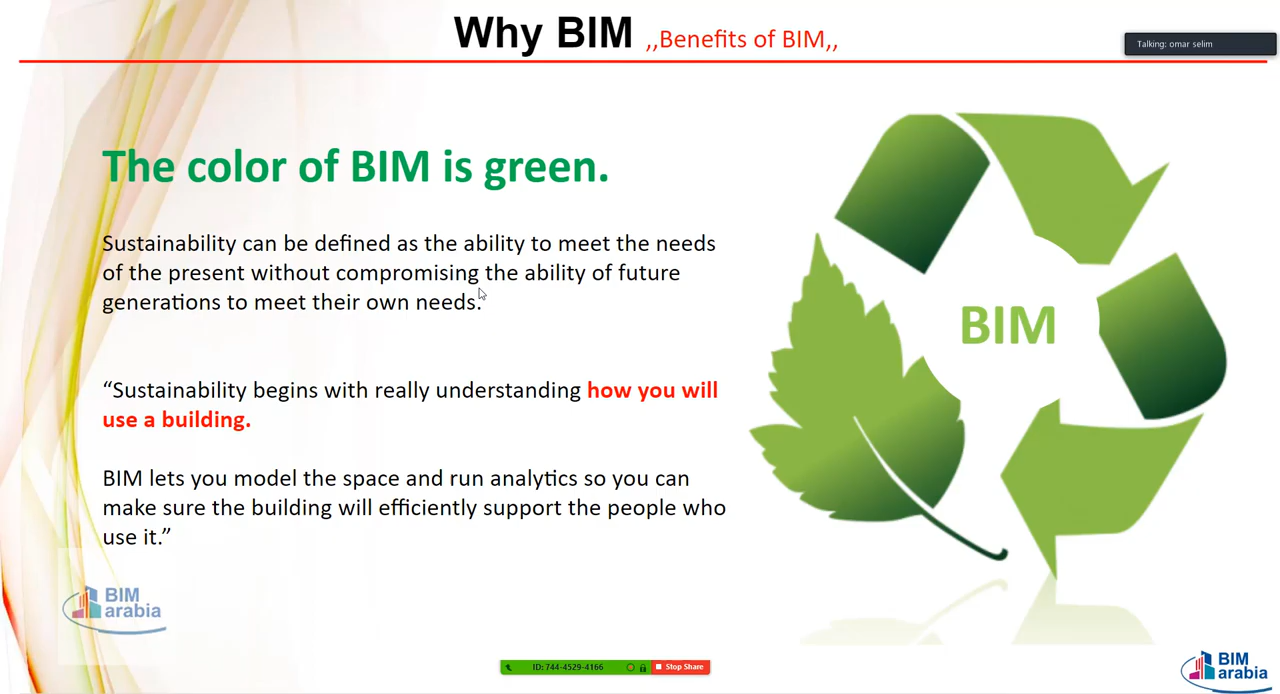 Why BIM ,,Benefits of BIM,,
Talking: omar selim
The color of BIM is green.
Sustainability can be defined as the ability to meet the needs
of the present without compromising the ability of future
generations to meet their own needs.
“Sustainability begins with really understanding how you will
use a building.
BIM lets you model the space and run analytics so you can
make sure the building will efficiently support the people who
use it.”
BIM
BIM
arabia
ID: 744-4529-4166
Stop Share
BIM
arabia